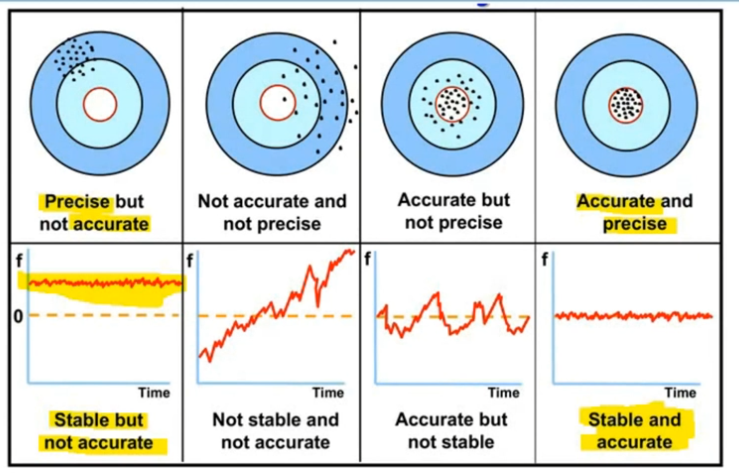 Precise but
not accurate
Not accurate and
not precise
Accurate but
not precise
Accurate and
precise
f
0
Time
Stable but
not accurate
f
Time
Not stable and
not accurate
f
Time
Accurate but
not stable
f
Time
Stable and
accurate